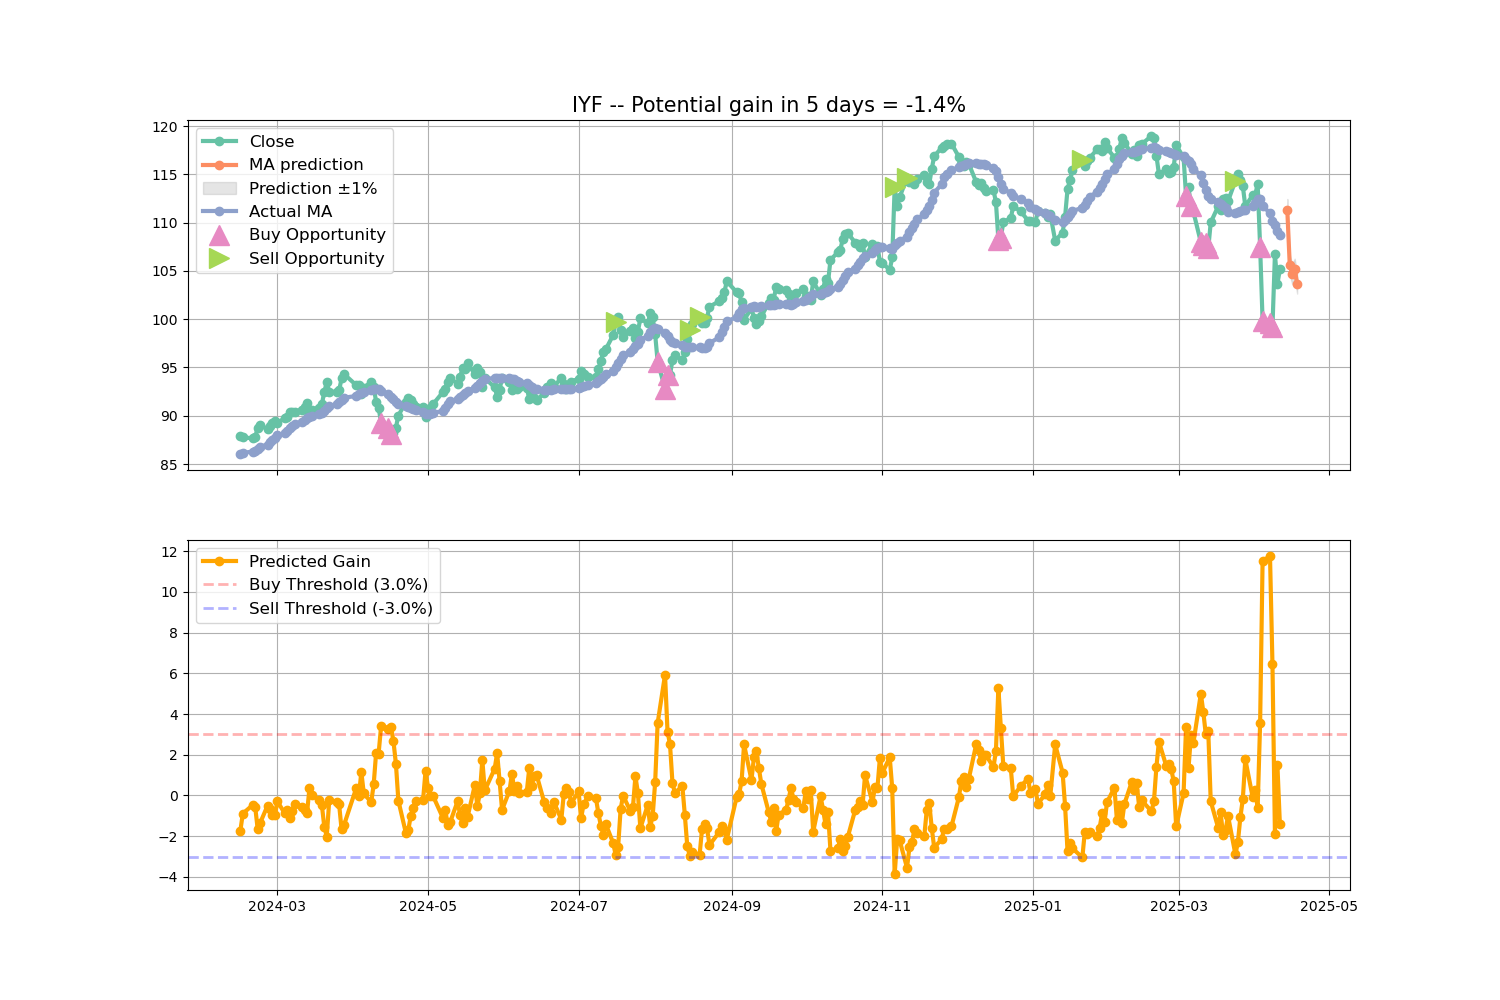 IYF -- Potential gain in 5 days = -1.4%
120
115
110
105
100
95
90
85
Close
MA prediction
Prediction ±1%
Actual MA
Buy Opportunity
Sell Opportunity
12
10
8
6
4
2
0
−2
−4
Predicted Gain
Buy Threshold (3.0%)
Sell Threshold (-3.0%)
2024-03
2024-05
2024-07
2024-09
2024-11
2025-01
2025-03
2025-05